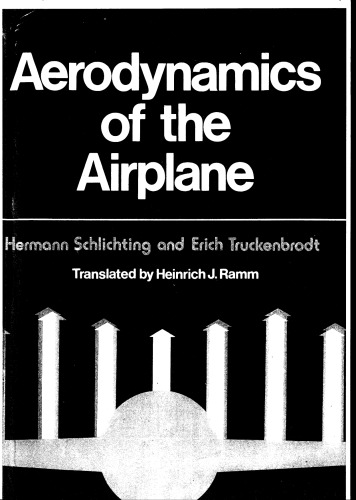 Aerodynamics
of the
Airplane
Hermann Schlichting and Erich Truckenbrodt
Translated by Heinrich J. Ramm